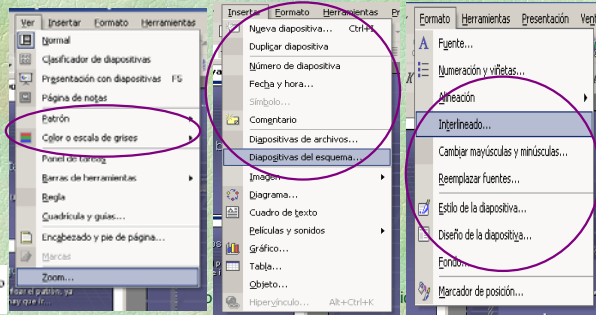 Ver Insertar Formato Herramientas
Normal
Clasificador de diapositivas
Presentación con diapositivas F5
Página de notas
Patrón
Color o escala de grises
Panel de tareas
Barras de herramientas
Regla
Cuadrícula y guías...
Encabezado y pie de página...
Marcas
Zoom...
hay que ir...
Insertar Formato Herramientas
Nueva diapositiva... Ctrl+I
Duplicar diapositiva
Número de diapositiva
Fecha y hora...
Símbolo...
Comentario
Diapositivas de archivos...
Diapositivas del esquema...
Imagen
Diagrama...
Cuadro de texto
Películas y sonidos
Gráfico...
Tabla...
Objeto...
Hipervínculo... Alt+Ctrl+K
Formato Herramientas Presentación
Fuente...
Numeración y viñetas...
Alineación
Interlineado...
Cambiar mayúsculas y minúsculas...
Reemplazar fuentes...
Estilo de la diapositiva...
Diseño de la diapositiva...
Fondo...
Marcador de posición...